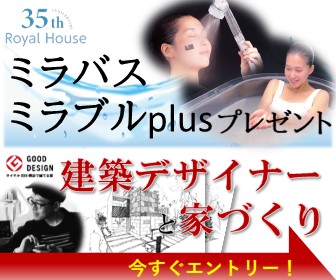 35th
Royal House
ミラバス
ミラブルplusプレゼント
GOOD
DESIGN
建築デザイナー
と家づくり
今すぐエントリー！